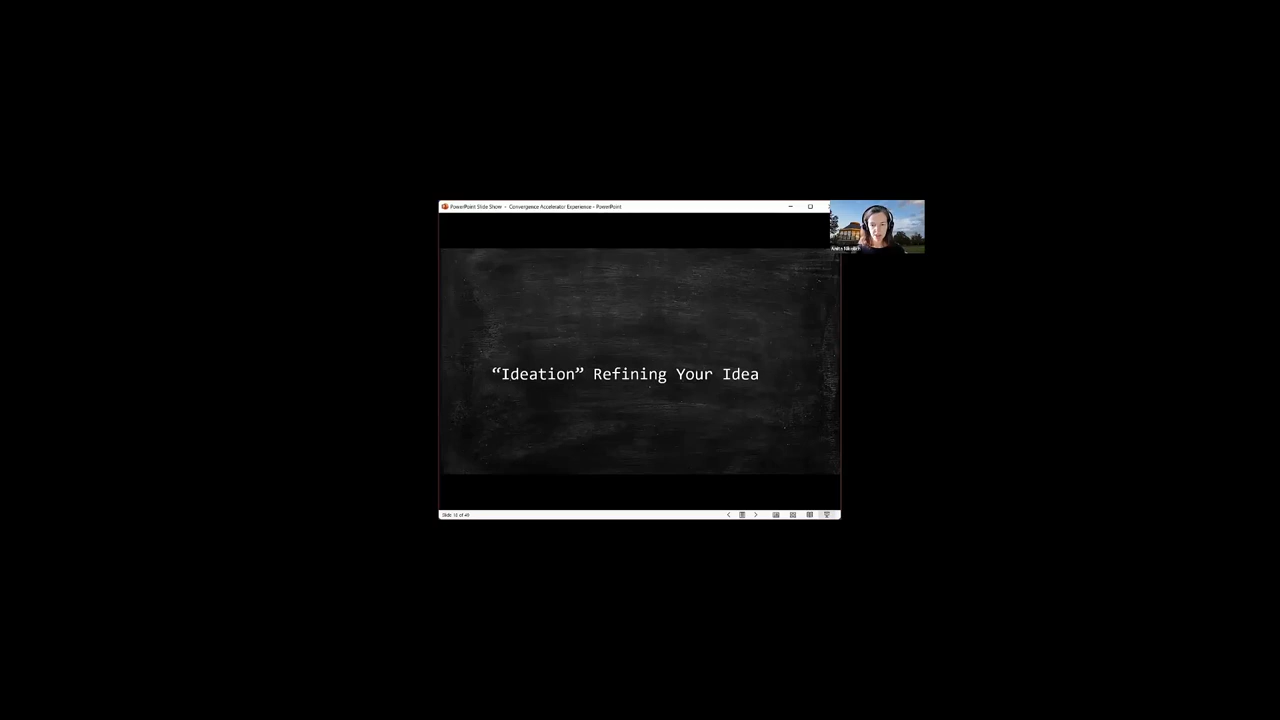 PowerPoint Slide Show - Convergence Accelerator Experience - PowerPoint
“Ideation” Refining Your Idea